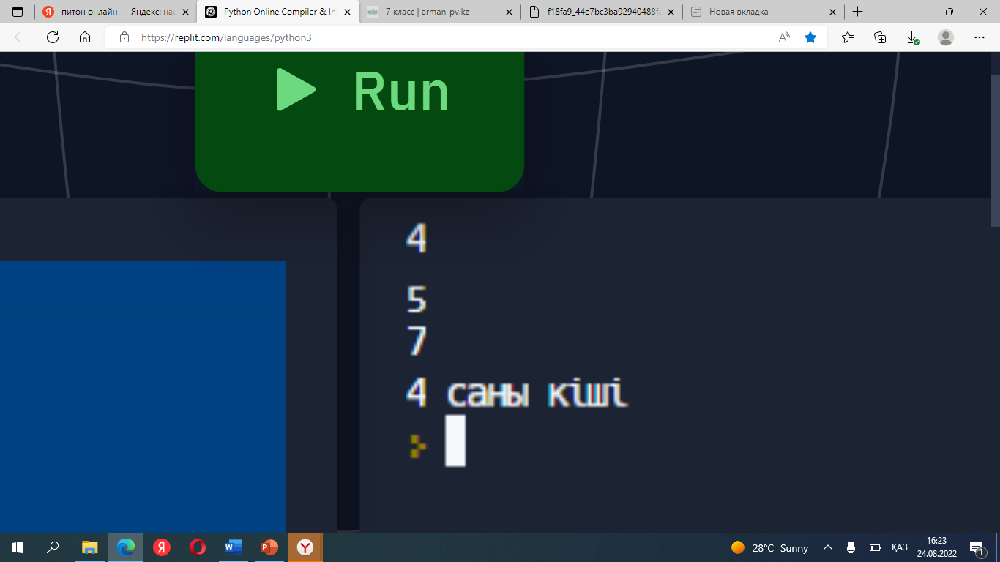 питон онлайн — Яндекс: на
Python Online Compiler & In
7 класс | arman-pv.kz
f18fa9_44e7bc3ba92940488f
Новая вкладка
https://replit.com/languages/python3
Run
4
5
7
4 саны кіші
>
28°C Sunny
ҚАЗ
16:23
24.08.2022
1